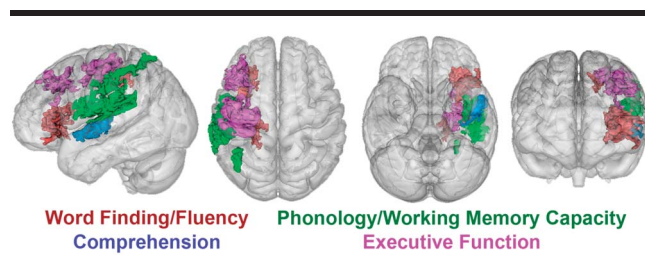 Word Finding/Fluency Phonology/Working Memory Capacity
Comprehension Executive Function